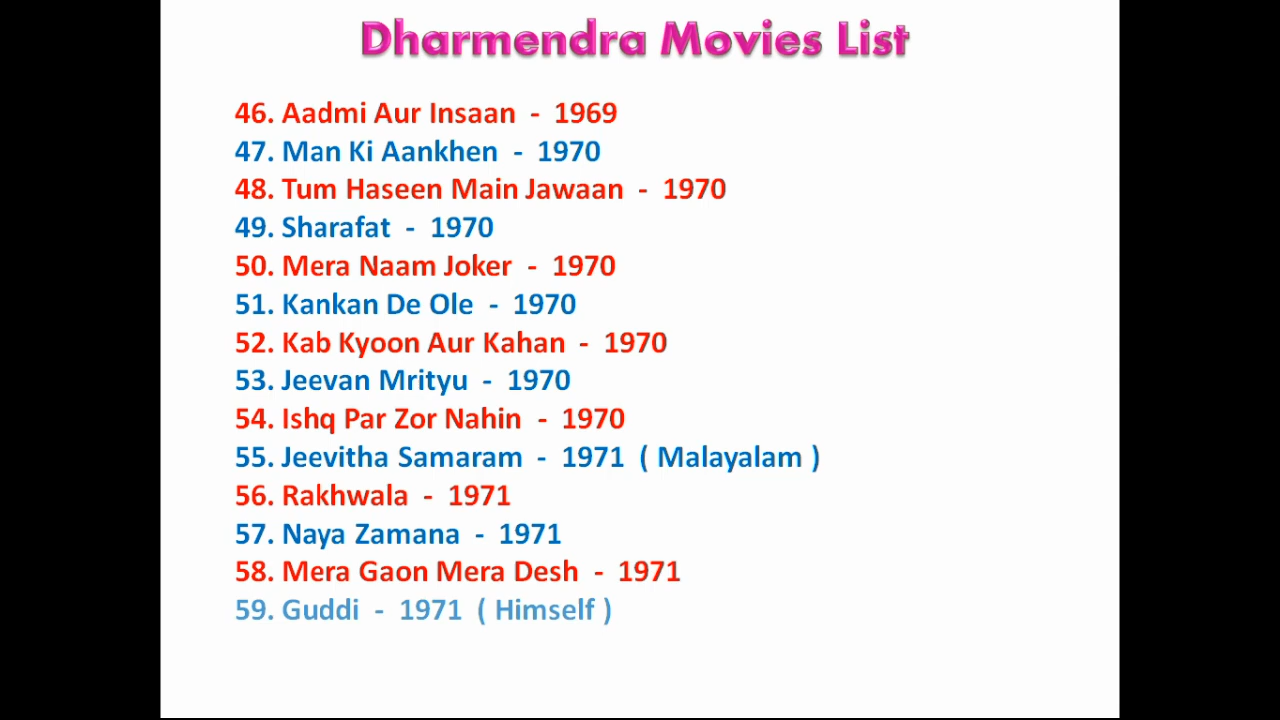 Dharmendra Movies List
46. Aadmi Aur Insaan - 1969
47. Man Ki Aankhen - 1970
48. Tum Haseen Main Jawaan - 1970
49. Sharafat - 1970
50. Mera Naam Joker - 1970
51. Kankan De Ole - 1970
52. Kab Kyoon Aur Kahan - 1970
53. Jeevan Mrityu - 1970
54. Ishq Par Zor Nahin - 1970
55. Jeevitha Samaram - 1971 ( Malayalam )
56. Rakhwala - 1971
57. Naya Zamana - 1971
58. Mera Gaon Mera Desh - 1971
59. Guddi - 1971 ( Himself )